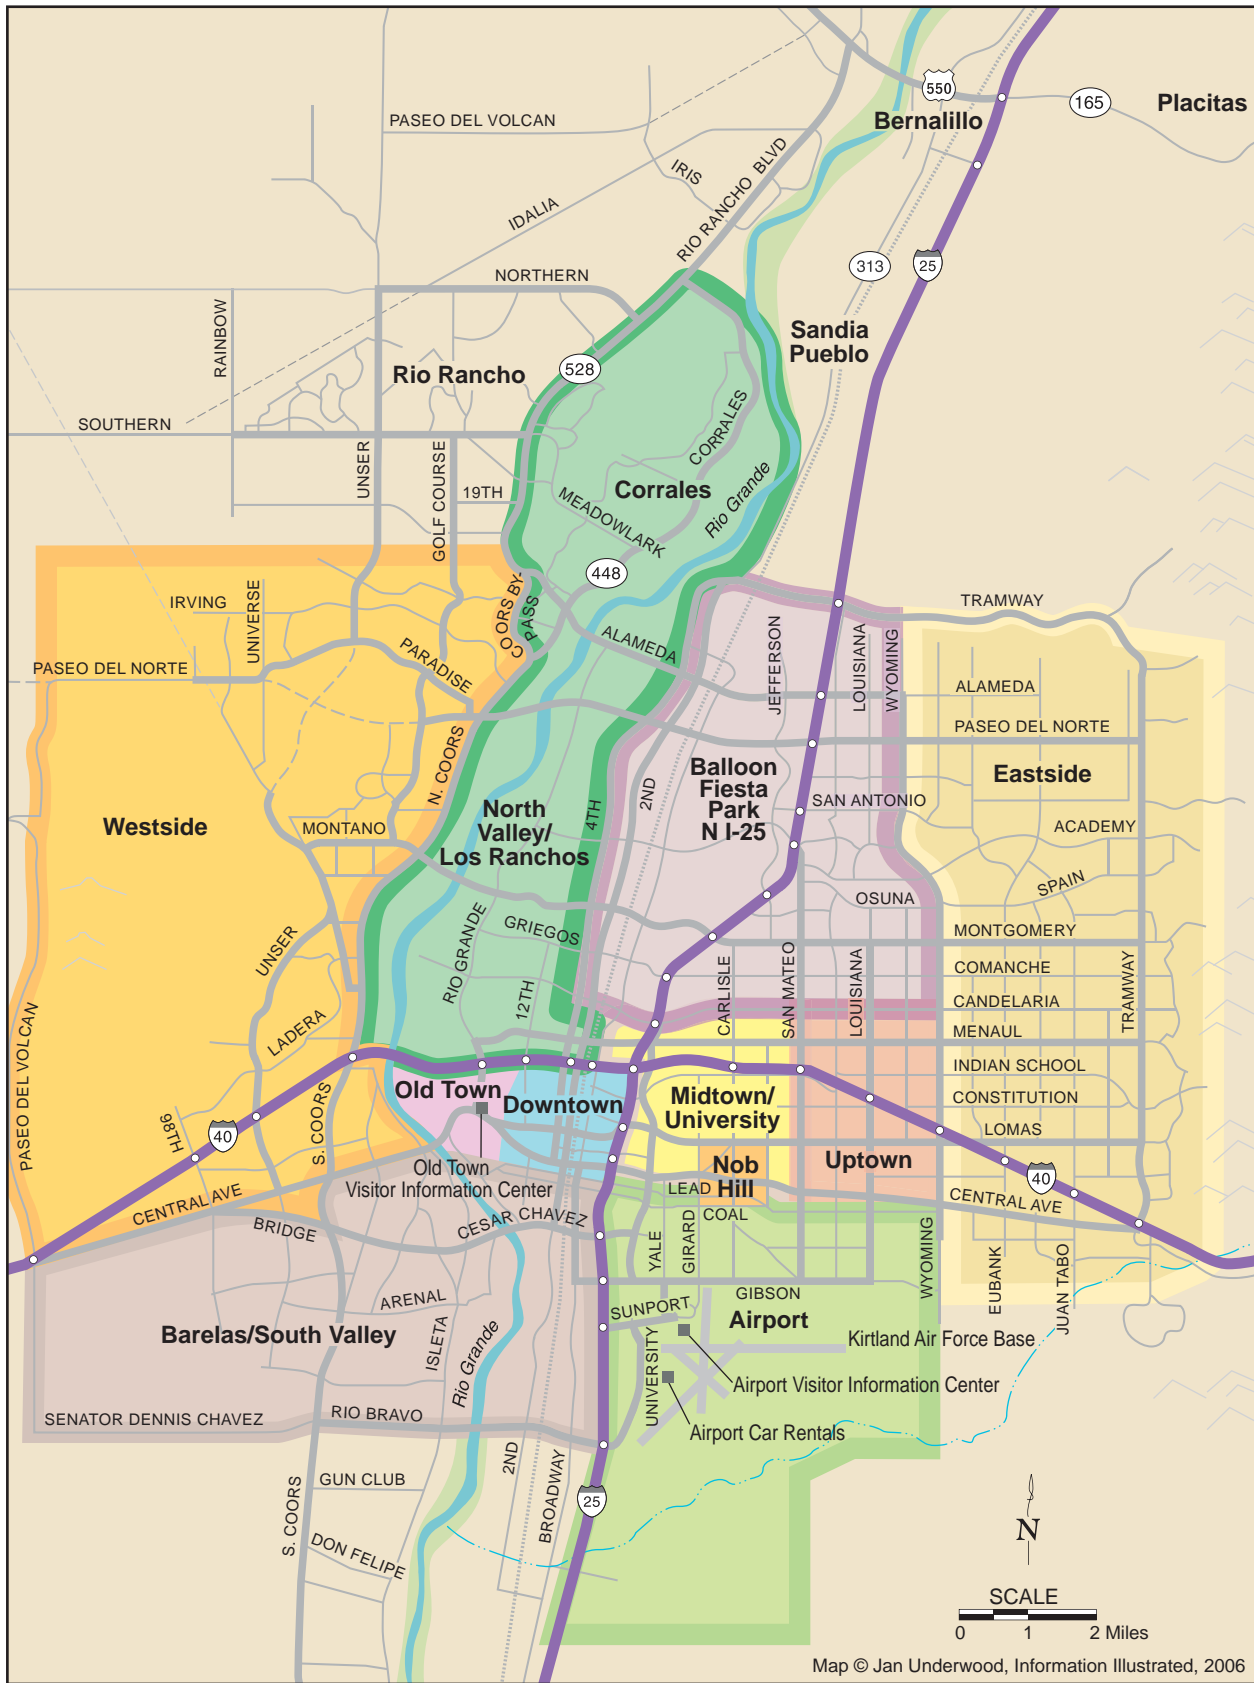 550
165
Placitas
Bernalillo
PASEO DEL VOLCAN
IRIS
RIO RANCHO BLVD
IDALIA
313
25
NORTHERN
RAINBOW
Sandia
Pueblo
528
Rio Rancho
SOUTHERN
UNSER
GOLF COURSE
19TH
CORRALES
Corrales
Rio Grande
MEADOWLARK
448
COORS BY-
PASS
IRVING
UNIVERSE
TRAMWAY
ALAMEDA
JEFFERSON
LOUISIANA
WYOMING
PARADISE
PASEO DEL NORTE
ALAMEDA
PASEO DEL NORTE
N. COORS
2ND
Balloon
Fiesta
Park
N I-25
Eastside
SAN ANTONIO
4TH
North
Valley/
Los Ranchos
Westside
MONTANO
ACADEMY
SPAIN
OSUNA
RIO GRANDE
GRIEGOS
MONTGOMERY
UNSER
COMANCHE
CARLISLE
SAN MATEO
LOUISIANA
TRAMWAY
12TH
CANDELARIA
LADERA
MENAUL
PASEO DEL VOLCAN
INDIAN SCHOOL
Old Town
Downtown
Midtown/
University
CONSTITUTION
S. COORS
98TH
40
LOMAS
Old Town
Visitor Information Center
Nob
Hill
Uptown
40
LEAD
CENTRAL AVE
CENTRAL AVE
COAL
BRIDGE
CESAR CHAVEZ
YALE
GIRARD
WYOMING
EUBANK
JUAN TABO
GIBSON
ARENAL
SUNPORT
Airport
Barelas/South Valley
ISLETA
Rio Grande
Kirtland Air Force Base
UNIVERSITY
Airport Visitor Information Center
SENATOR DENNIS CHAVEZ
RIO BRAVO
Airport Car Rentals
2ND
BROADWAY
GUN CLUB
S. COORS
25
DON FELIPE
N
SCALE
0 1 2 Miles
Map © Jan Underwood, Information Illustrated, 2006